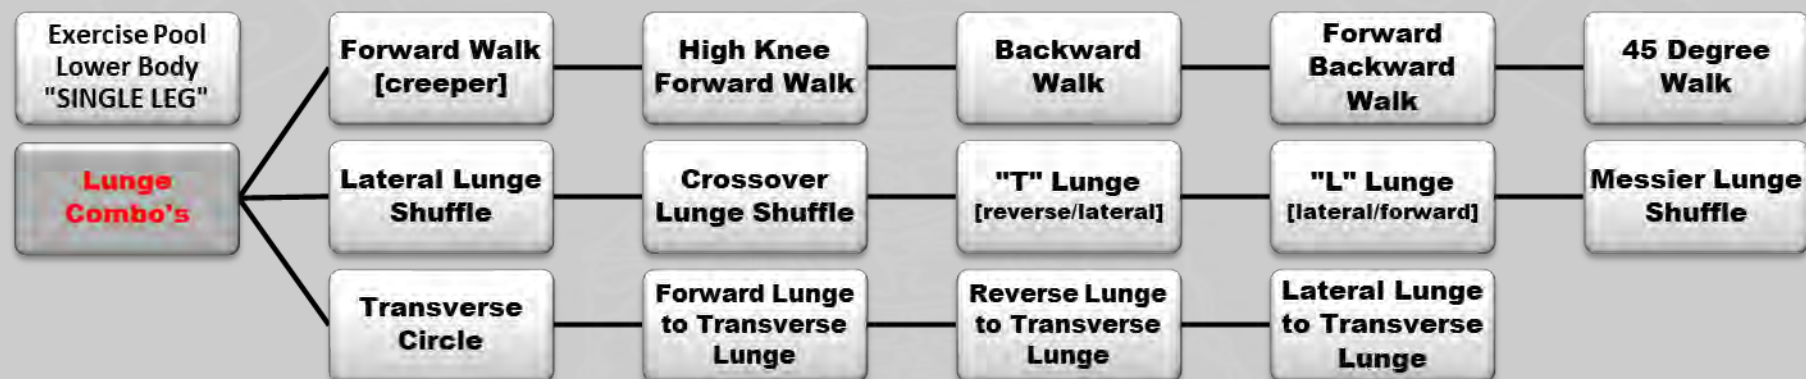 Exercise Pool
Lower Body
"SINGLE LEG"
Forward Walk
[creeper]
High Knee
Forward Walk
Backward
Walk
Forward
Backward
Walk
45 Degree
Walk
Lunge
Combo's
Lateral Lunge
Shuffle
Crossover
Lunge Shuffle
"T" Lunge
[reverse/lateral]
"L" Lunge
[lateral/forward]
Messier Lunge
Shuffle
Transverse
Circle
Forward Lunge
to Transverse
Lunge
Reverse Lunge
to Transverse
Lunge
Lateral Lunge
to Transverse
Lunge